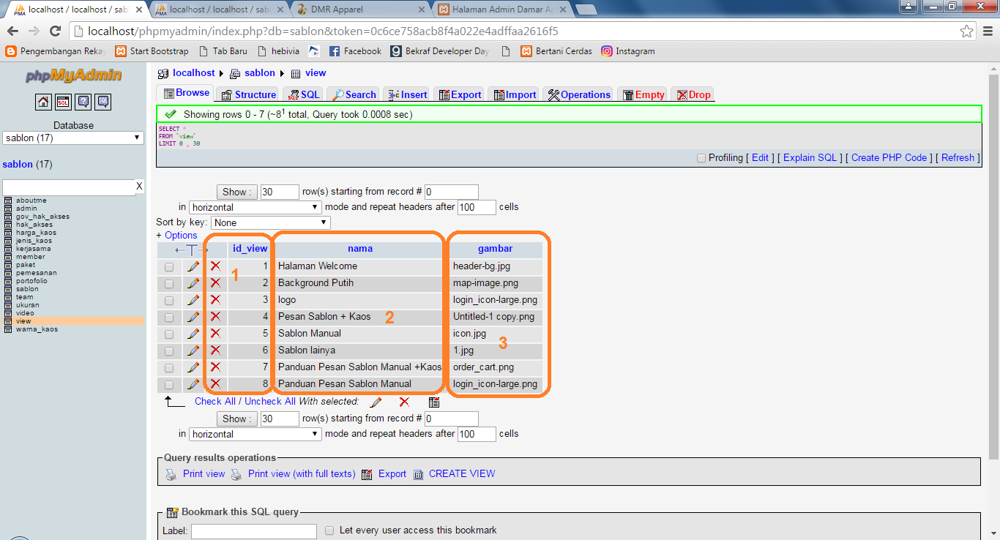 localhost / localhost / sabl
localhost / localhost / sabl
DMR Apparel
Halaman Admin Damar Ap
localhost/phpmyadmin/index.php?db=sablon&token=0c6ce758acb8f4a022e4adffaa2616f5
Pengembangan Rekay
Start Bootstrap
Tab Baru
hebivia
Facebook
Bekraf Developer Day
Bertani Cerdas
Instagram
phpMyAdmin
Database
sablon (17)
sablon (17)
X
aboutme
admin
gov_hak_akses
hak_akses
harga_kaos
jenis_kaos
kerjasama
member
paket
pemesanan
portofolio
sablon
team
ukuran
video
view
warna_kaos
localhost sablon view
Browse Structure SQL Search Insert Export Import Operations Empty Drop
Showing rows 0 - 7 (~8¹ total, Query took 0.0008 sec)
SELECT *
FROM `view`
LIMIT 0 , 30
Profiling [ Edit ] [ Explain SQL ] [ Create PHP Code ] [ Refresh ]
Show : 30 row(s) starting from record # 0
in horizontal mode and repeat headers after 100 cells
Sort by key: None
+ Options
←T→ id_view nama gambar
1 Halaman Welcome header-bg.jpg
1
2 Background Putih map-image.png
3 logo login_icon-large.png
4 Pesan Sablon + Kaos 2 Untitled-1 copy.png
5 Sablon Manual icon.jpg
3
6 Sablon lainya 1.jpg
7 Panduan Pesan Sablon Manual +Kaos order_cart.png
8 Panduan Pesan Sablon Manual login_icon-large.png
Check All / Uncheck All With selected:
Show : 30 row(s) starting from record # 0
in horizontal mode and repeat headers after 100 cells
Query results operations
Print view Print view (with full texts) Export CREATE VIEW
Bookmark this SQL query
Label: Let every user access this bookmark